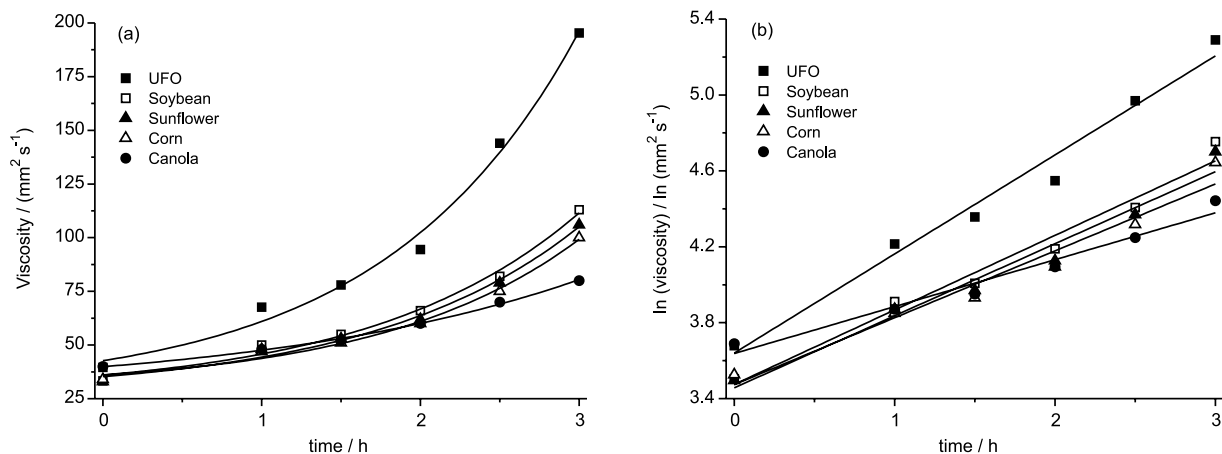 (a)
UFO
Soybean
Sunflower
Corn
Canola
200
175
150
125
100
75
50
25
Viscosity / (mm² s⁻¹)
0 1 2 3
time / h
(b)
UFO
Soybean
Sunflower
Corn
Canola
5.4
5.0
4.6
4.2
3.8
3.4
ln (viscosity) / ln (mm² s⁻¹)
0 1 2 3
time / h